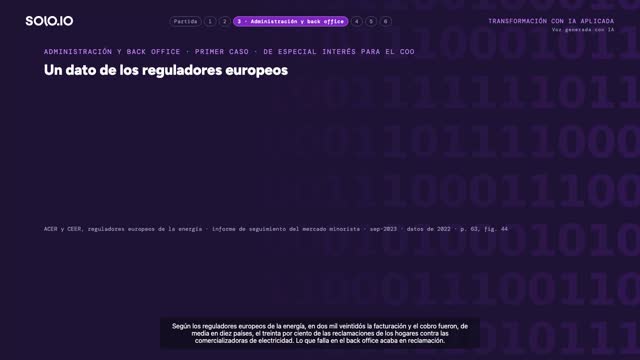 SOLO.IO
Partida 1 2 3 · Administración y back office 4 5 6
TRANSFORMACIÓN CON IA APLICADA
Voz generada con IA
ADMINISTRACIÓN Y BACK OFFICE · PRIMER CASO · DE ESPECIAL INTERÉS PARA EL COO
Un dato de los reguladores europeos
ACER y CEER, reguladores europeos de la energía · informe de seguimiento del mercado minorista · sep-2023 · datos de 2022 · p. 63, fig. 44
Según los reguladores europeos de la energía, en dos mil veintidós la facturación y el cobro fueron, de
media en diez países, el treinta por ciento de las reclamaciones de los hogares contra las
comercializadoras de electricidad. Lo que falla en el back office acaba en reclamación.